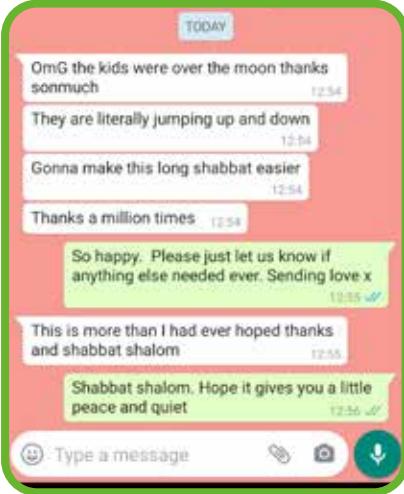 TODAY
OmG the kids were over the moon thanks
sonmuch
12:54
They are literally jumping up and down
12:54
Gonna make this long shabbat easier
12:54
Thanks a million times 12:54
So happy. Please just let us know if
anything else needed ever. Sending love x
12:55
This is more than I had ever hoped thanks
and shabbat shalom
12:55
Shabbat shalom. Hope it gives you a little
peace and quiet
12:56
Type a message